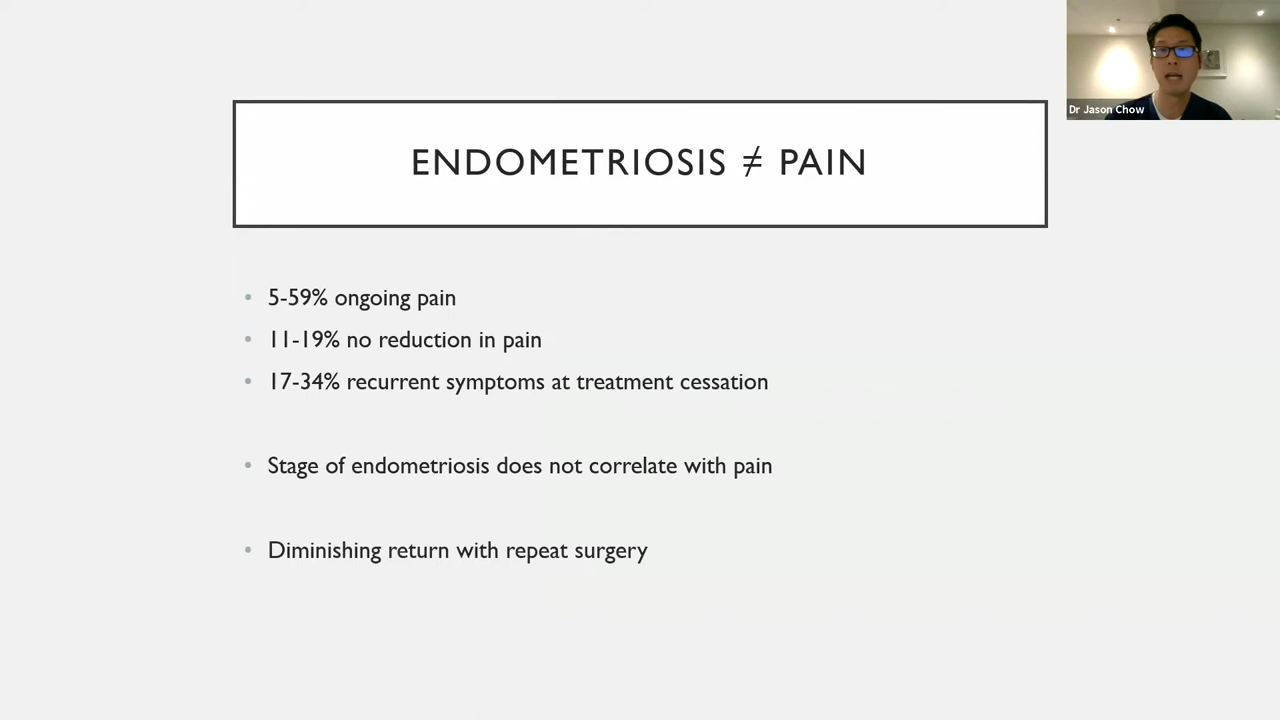 Dr Jason Chow
ENDOMETRIOSIS ≠ PAIN
• 5-59% ongoing pain
• 11-19% no reduction in pain
• 17-34% recurrent symptoms at treatment cessation
• Stage of endometriosis does not correlate with pain
• Diminishing return with repeat surgery